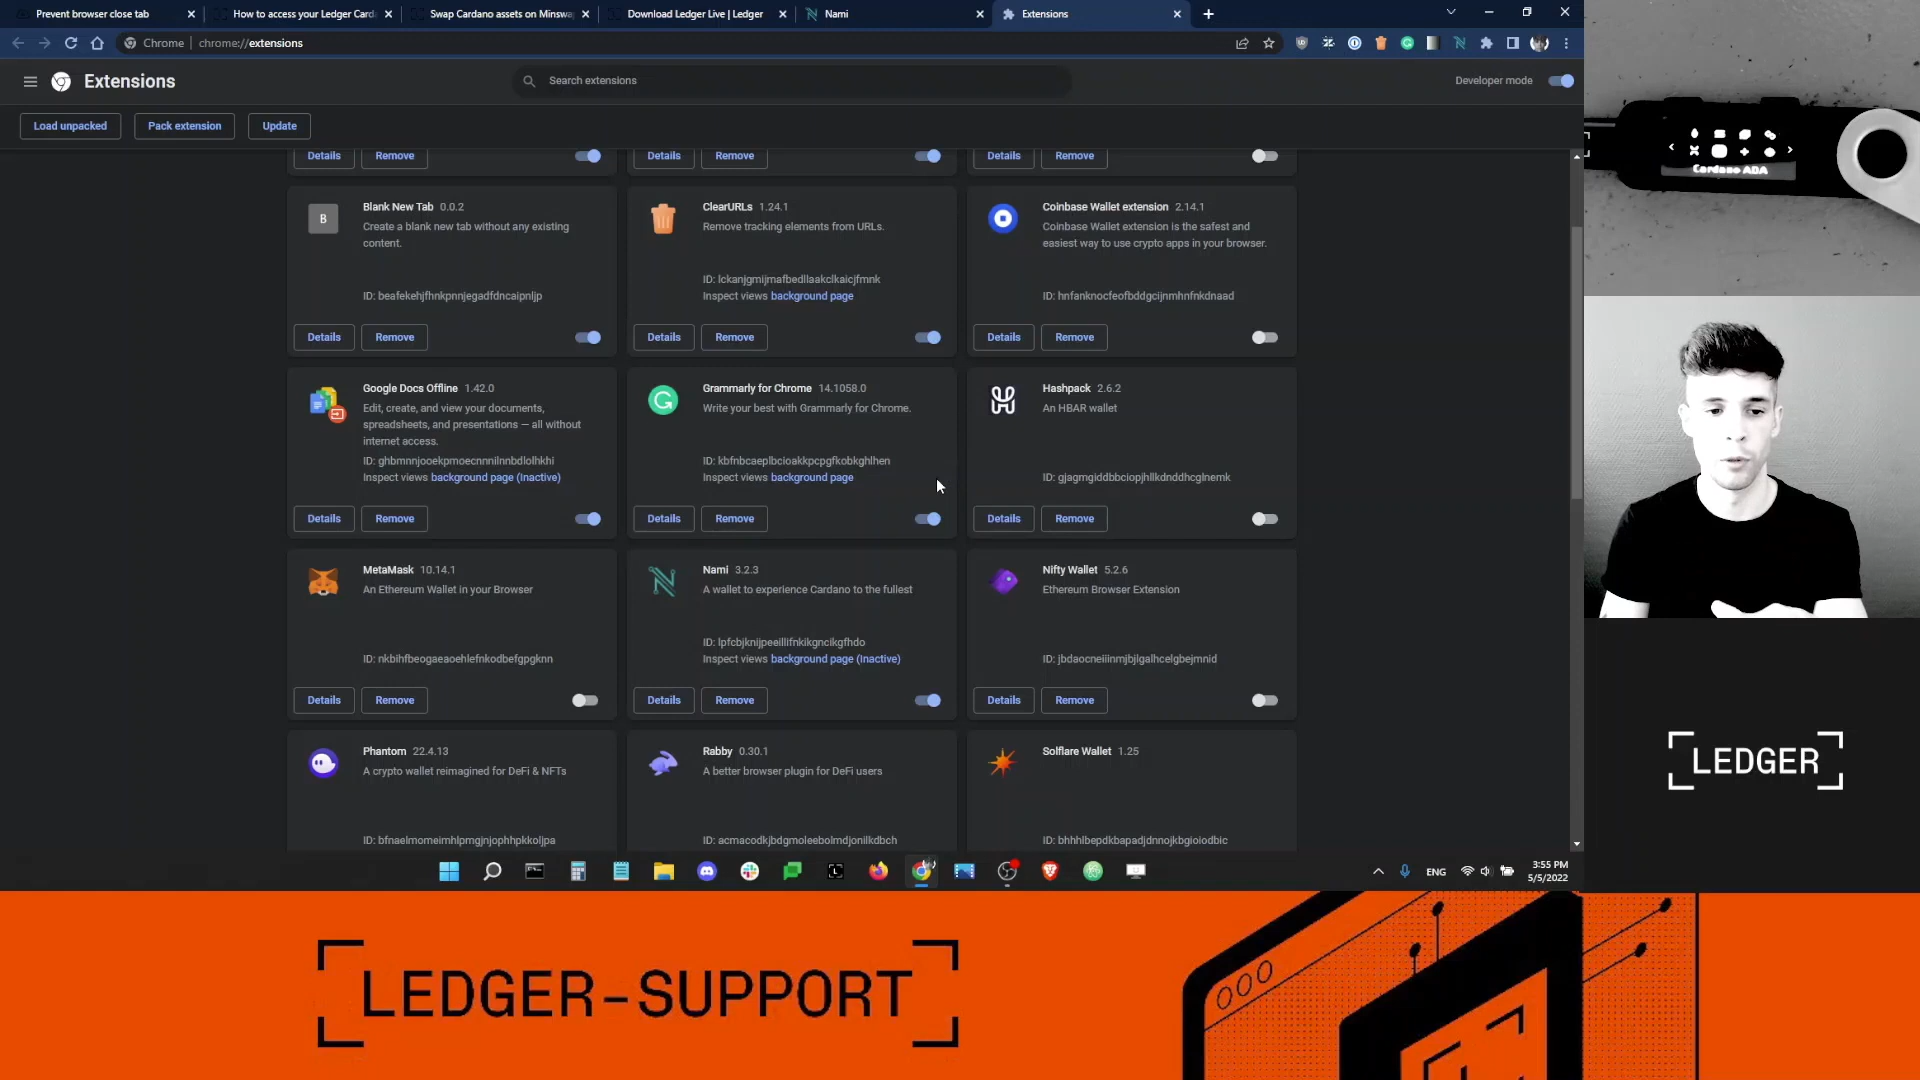 Prevent browser close tab
How to access your Ledger Carda
Swap Cardano assets on Minswa
Download Ledger Live | Ledger
Nami
Extensions
Chrome | chrome://extensions
Extensions
Search extensions
Developer mode
Load unpacked
Pack extension
Update
Details Remove
Details Remove
Details Remove
Cardano ADA
B
Blank New Tab 0.0.2
Create a blank new tab without any existing
content.
ID: beafekehjfhnkpnnjegadfdncaipnljp
Details Remove
ClearURLs 1.24.1
Remove tracking elements from URLs.
ID: lckanjgmijmafbedllaakclkaicjfmnk
Inspect views background page
Details Remove
Coinbase Wallet extension 2.14.1
Coinbase Wallet extension is the safest and
easiest way to use crypto apps in your browser.
ID: hnfanknocfeofbddgcijnmhnfnkdnaad
Details Remove
Google Docs Offline 1.42.0
Edit, create, and view your documents,
spreadsheets, and presentations — all without
internet access.
ID: ghbmnnjooekpmoecnnnilnnbdlolhkhi
Inspect views background page (Inactive)
Details Remove
Grammarly for Chrome 14.1058.0
Write your best with Grammarly for Chrome.
ID: kbfnbcaeplbcioakkpcpgfkobkghlhen
Inspect views background page
Details Remove
Hashpack 2.6.2
An HBAR wallet
ID: gjagmgiddbbciopjhllkdnddhcglnemk
Details Remove
MetaMask 10.14.1
An Ethereum Wallet in your Browser
ID: nkbihfbeogaeaoehlefnkodbefgpgknn
Details Remove
Nami 3.2.3
A wallet to experience Cardano to the fullest
ID: lpfcbjknijpeeillifnkikgncikgfhdo
Inspect views background page (Inactive)
Details Remove
Nifty Wallet 5.2.6
Ethereum Browser Extension
ID: jbdaocneiiinmjbjlgalhcelgbejmnid
Details Remove
Phantom 22.4.13
A crypto wallet reimagined for DeFi & NFTs
ID: bfnaelmomeimhlpmgjnjophhpkkoljpa
Rabby 0.30.1
A better browser plugin for DeFi users
ID: acmacodkjbdgmoleebolmdjonilkdbch
Solflare Wallet 1.25
ID: bhhhlbepdkbapadjdnnojkbgioiodbic
LEDGER
ENG
3:55 PM
5/5/2022
LEDGER-SUPPORT